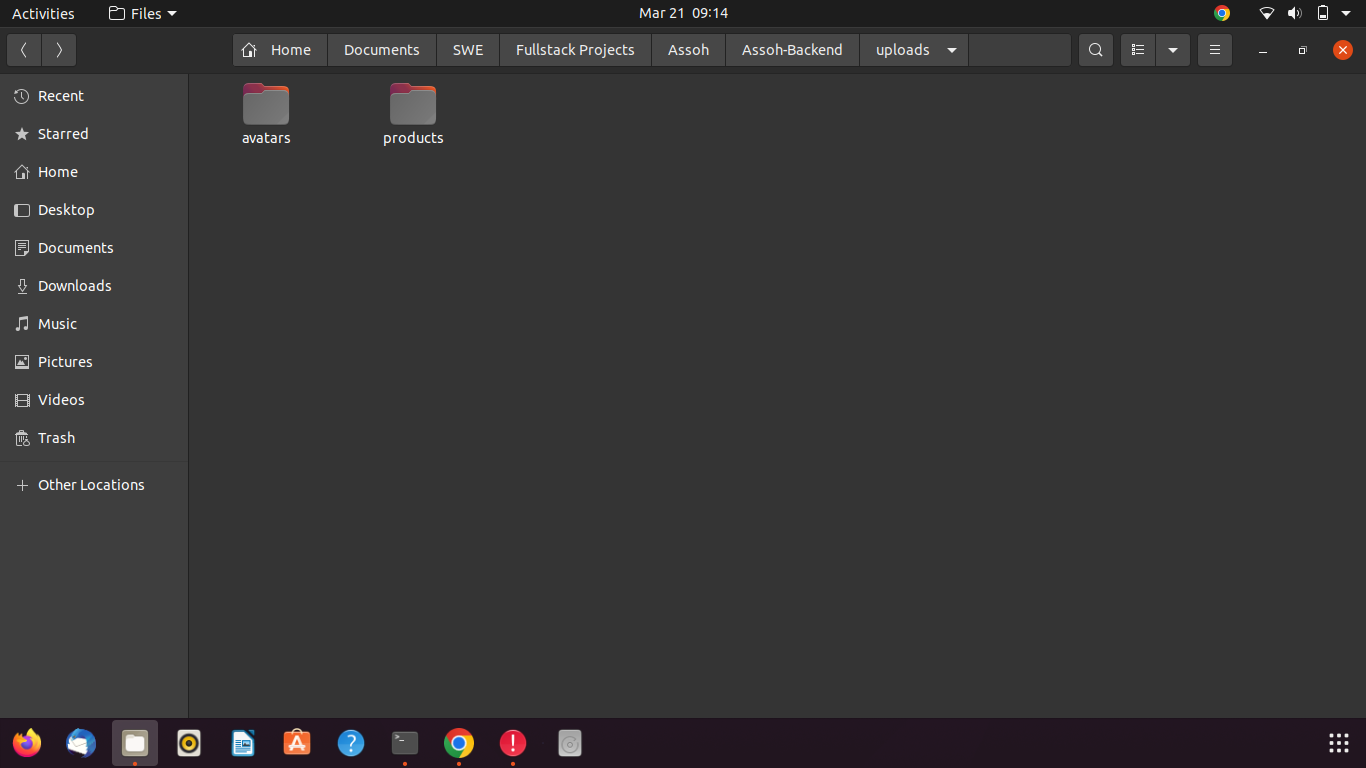 Activities Files Mar 21 09:14
Home Documents SWE Fullstack Projects Assoh Assoh-Backend uploads
Recent
Starred
Home
Desktop
Documents
Downloads
Music
Pictures
Videos
Trash
Other Locations
avatars products